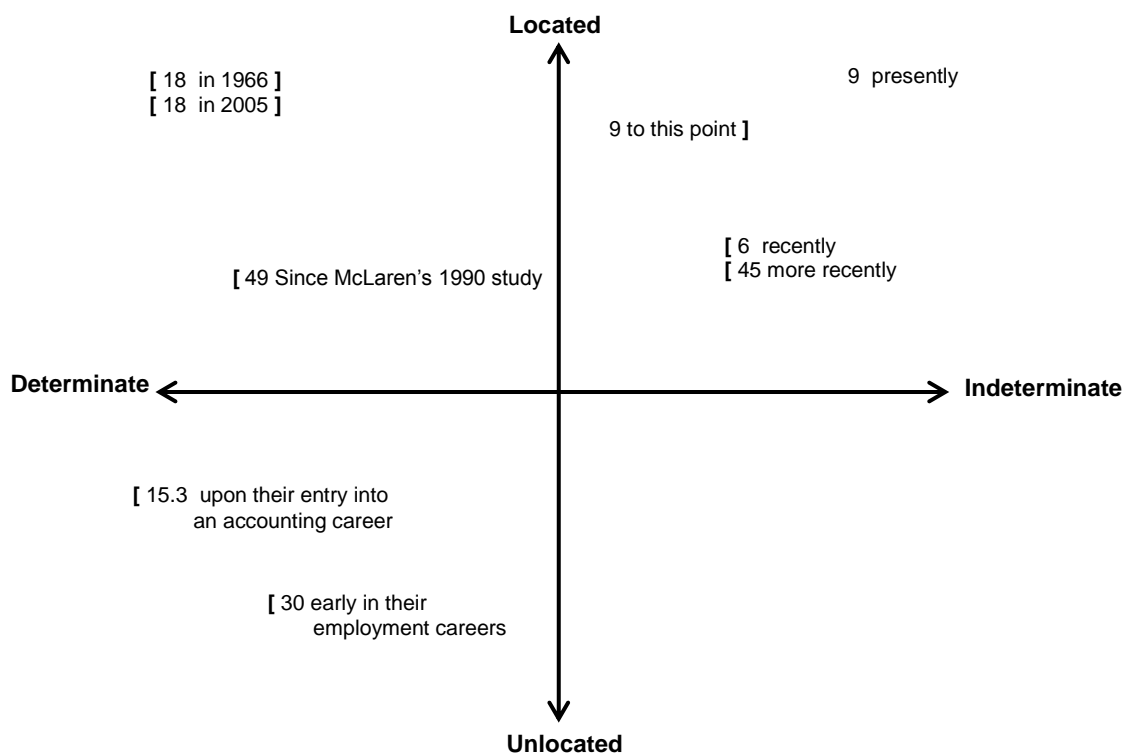 Located
[ 18 in 1966 ]
[ 18 in 2005 ]
9 presently
9 to this point ]
[ 6 recently
[ 45 more recently
[ 49 Since McLaren’s 1990 study
Determinate
Indeterminate
[ 15.3 upon their entry into
an accounting career
[ 30 early in their
employment careers
Unlocated